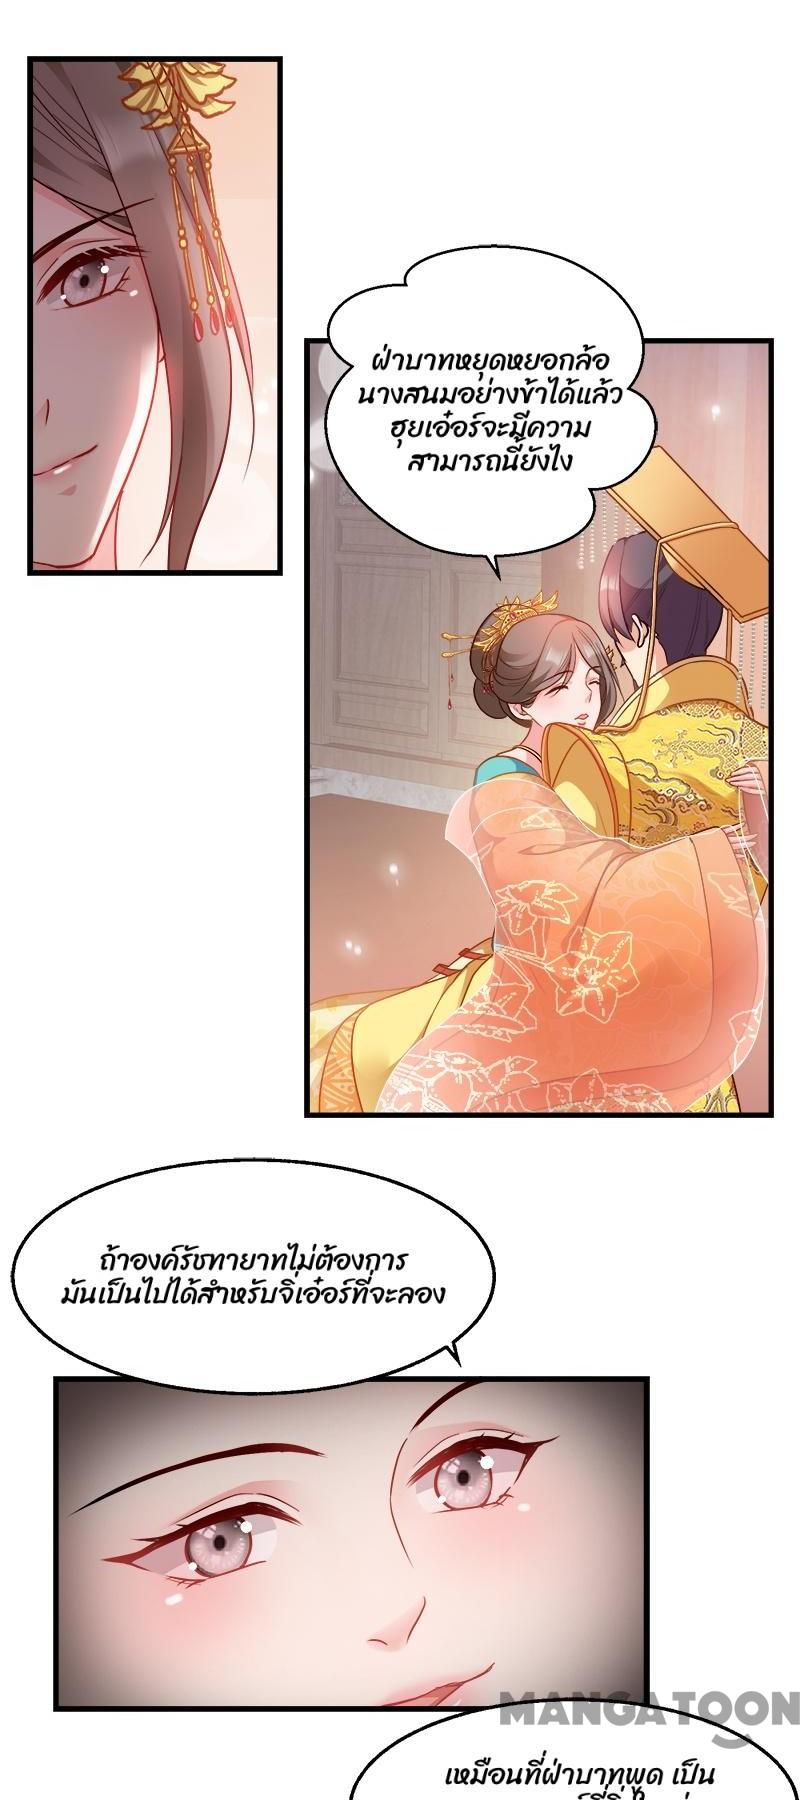 ฝ่าบาทหยุดหยอกล้อ
นางสนมอย่างข้าได้แล้ว
ฮุยเอ๋อร์จะมีความ
สามารถนี้ยังไง
ถ้าองค์รัชทายาทไม่ต้องการ
มันเป็นไปได้สำหรับจิ่เอ๋อร์ที่จะลอง
MANGATOON
เหมือนที่ฝ่าบาทพูด เป็น